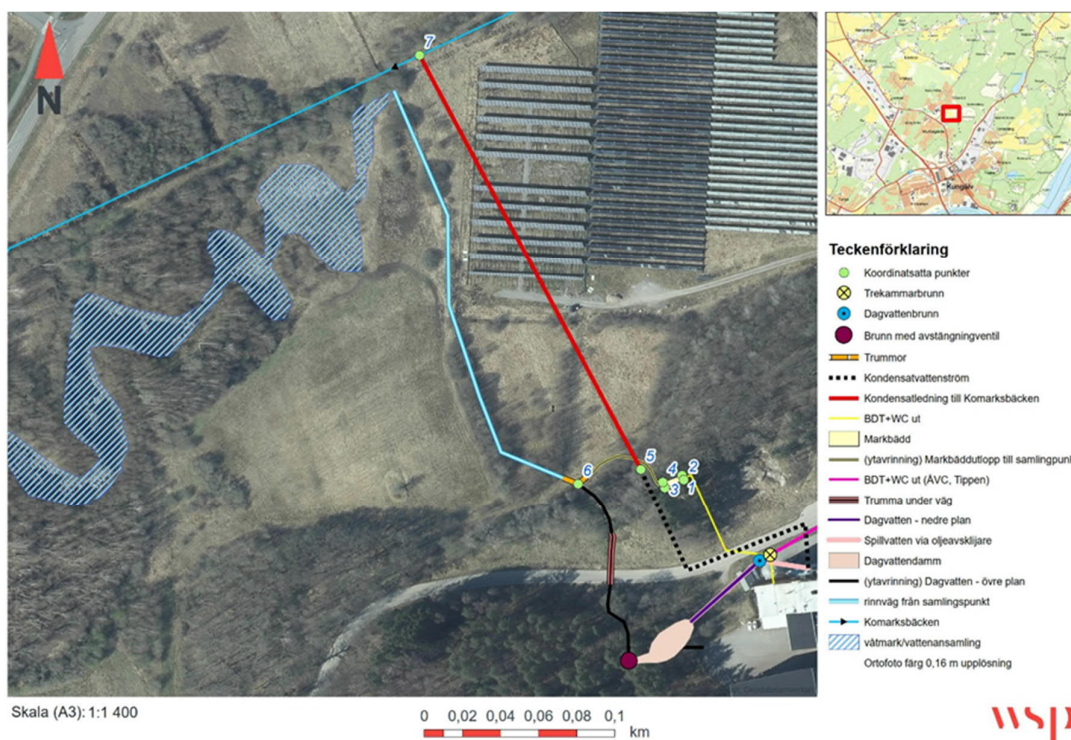 7
N
6
5
4
2
3
1
Kungälv
Teckenförklaring
Koordinatsatta punkter
Trekammarbrunn
Dagvattenbrunn
Brunn med avstängningventil
Trummor
Kondensatvattenström
Kondensatledning till Komarksbäcken
BDT+WC ut
Markbädd
(ytavrinning) Markbäddutlopp till samlingpunk
BDT+WC ut (ÅVC, Tippen)
Trumma under väg
Dagvatten - nedre plan
Spillvatten via oljeavsklijare
Dagvattendamm
(ytavrinning) Dagvatten - övre plan
rinnväg från samlingspunkt
Komarksbäcken
våtmark/vattenansamling
Ortofoto färg 0,16 m upplösning
Skala (A3): 1:1 400
0 0,02 0,04 0,06 0,08 0,1
km
wsp